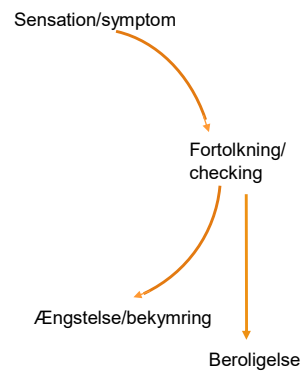 Sensation/symptom
Fortolkning/
checking
Ængstelse/bekymring
Beroligelse